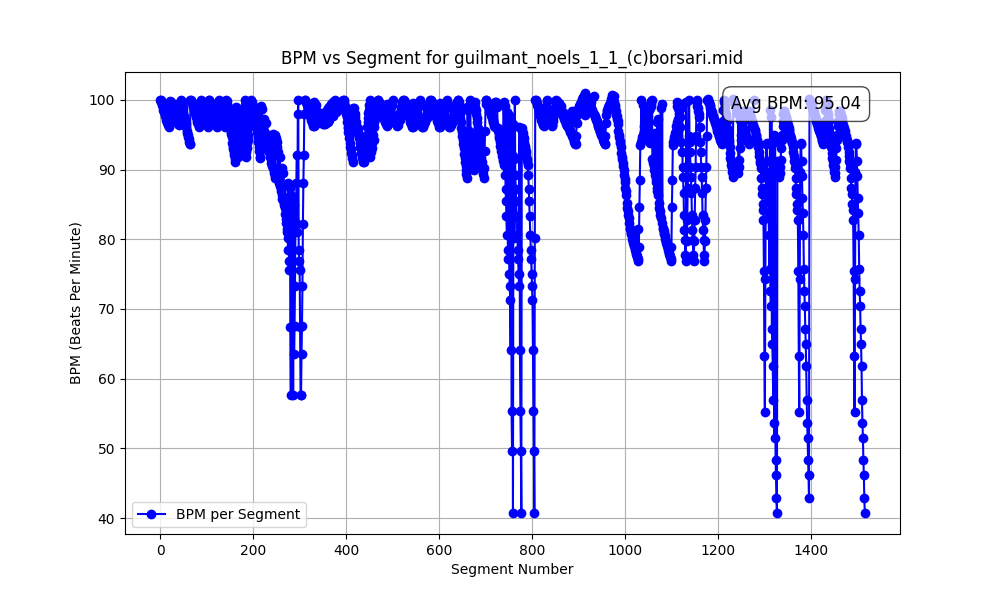 BPM vs Segment for guilmant_noels_1_1_(c)borsari.mid
Avg BPM: 95.04
100
90
80
70
60
50
40
BPM (Beats Per Minute)
BPM per Segment
0 200 400 600 800 1000 1200 1400
Segment Number